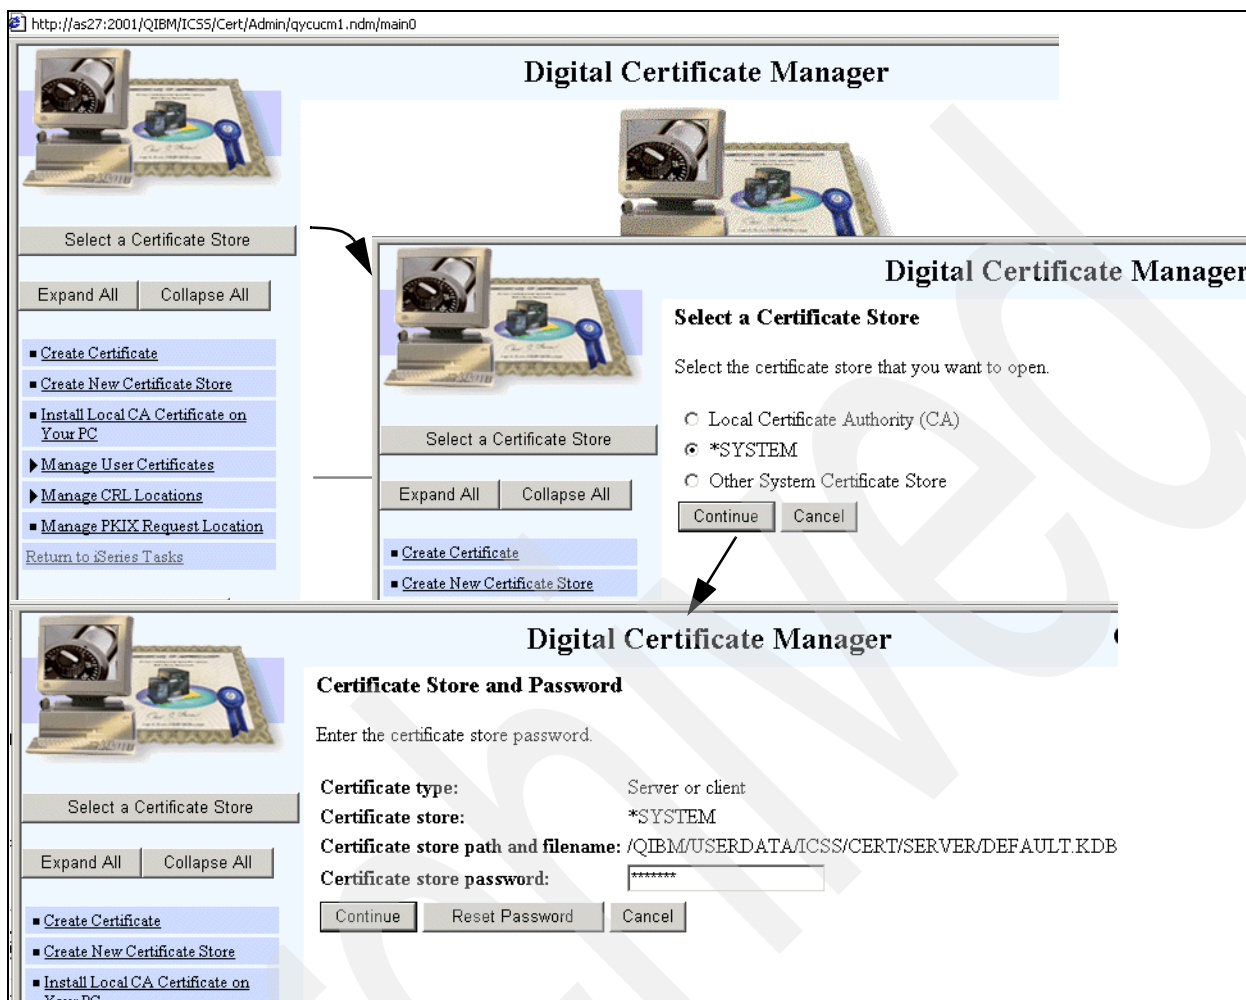 http://as27:2001/QIBM/ICSS/Cert/Admin/qycucm1.ndm/main0
Digital Certificate Manager
Select a Certificate Store
Expand All
Collapse All
Create Certificate
Create New Certificate Store
Install Local CA Certificate on
Your PC
Manage User Certificates
Manage CRL Locations
Manage PKIX Request Location
Return to iSeries Tasks
Digital Certificate Manager
Select a Certificate Store
Select the certificate store that you want to open.
Local Certificate Authority (CA)
*SYSTEM
Other System Certificate Store
Continue
Cancel
Select a Certificate Store
Expand All
Collapse All
Create Certificate
Create New Certificate Store
Digital Certificate Manager
Certificate Store and Password
Enter the certificate store password.
Certificate type: Server or client
Certificate store: *SYSTEM
Certificate store path and filename: /QIBM/USERDATA/ICSS/CERT/SERVER/DEFAULT.KDB
Certificate store password: *******
Continue
Reset Password
Cancel
Select a Certificate Store
Expand All
Collapse All
Create Certificate
Create New Certificate Store
Install Local CA Certificate on
Your PC